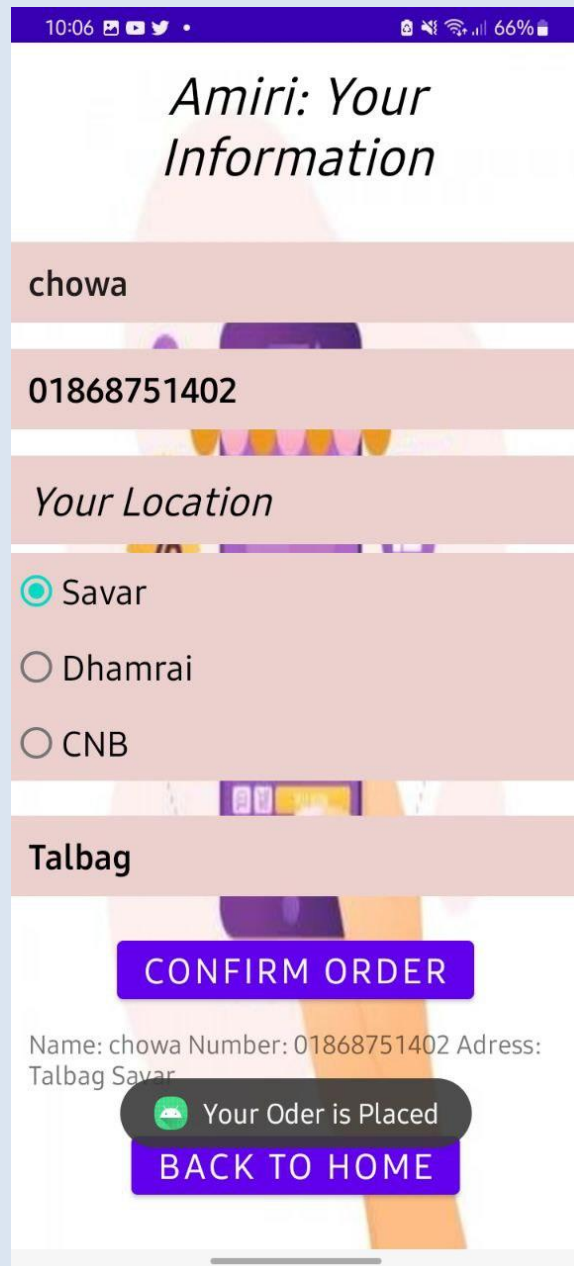 10:06
66%
Amiri: Your
Information
chowa
01868751402
Your Location
Savar
Dhamrai
CNB
Talbag
CONFIRM ORDER
Name: chowa Number: 01868751402 Adress:
Talbag Savar
Your Oder is Placed
BACK TO HOME